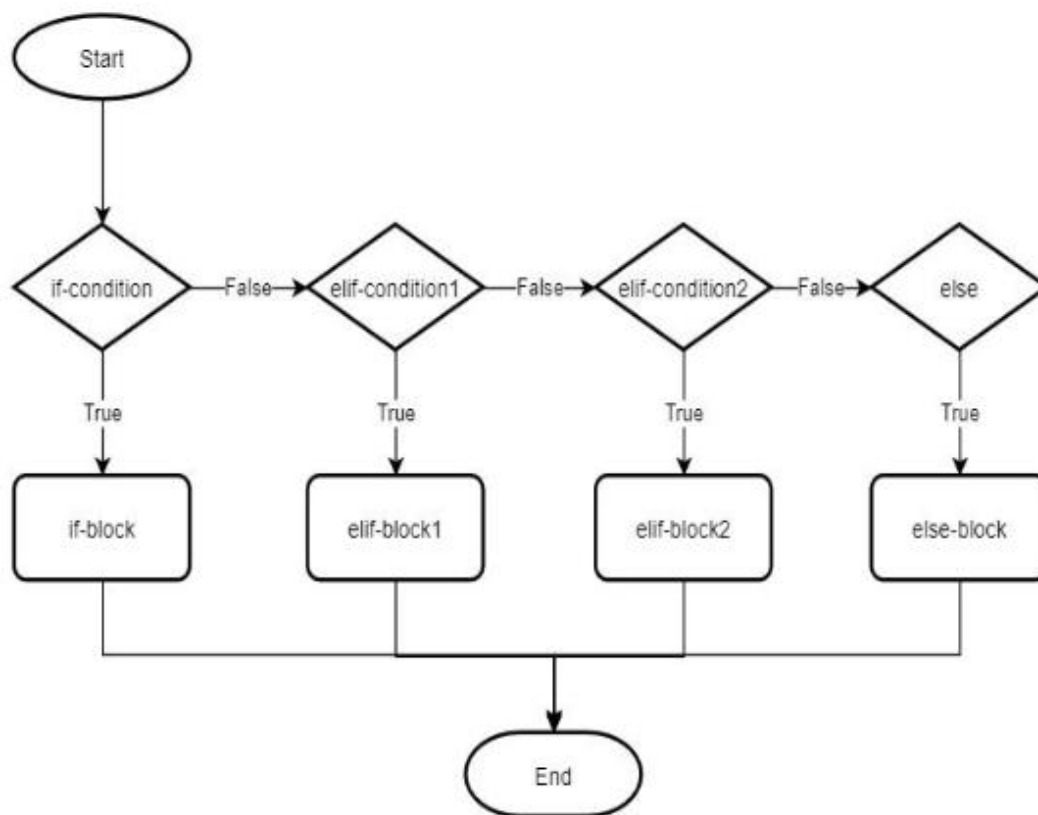 Start
if-condition
False
elif-condition1
False
elif-condition2
False
else
True
True
True
True
if-block
elif-block1
elif-block2
else-block
End